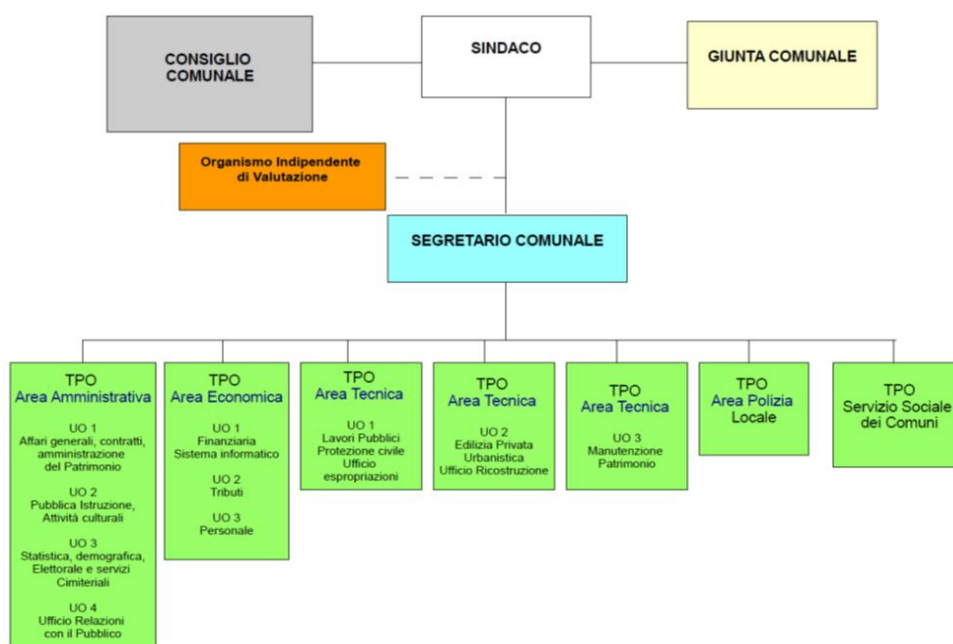 CONSIGLIO
COMUNALE
SINDACO
GIUNTA COMUNALE
Organismo Indipendente
di Valutazione
SEGRETARIO COMUNALE
TPO
Area Amministrativa
UO 1
Affari generali, contratti,
amministrazione
del Patrimonio
UO 2
Pubblica Istruzione,
Attività culturali
UO 3
Statistica, demografica,
Elettorale e servizi
Cimiteriali
UO 4
Ufficio Relazioni
con il Pubblico
TPO
Area Economica
UO 1
Finanziaria
Sistema informatico
UO 2
Tributi
UO 3
Personale
TPO
Area Tecnica
UO 1
Lavori Pubblici
Protezione civile
Ufficio
espropriazioni
TPO
Area Tecnica
UO 2
Edilizia Privata
Urbanistica
Ufficio Ricostruzione
TPO
Area Tecnica
UO 3
Manutenzione
Patrimonio
TPO
Area Polizia
Locale
TPO
Servizio Sociale
dei Comuni